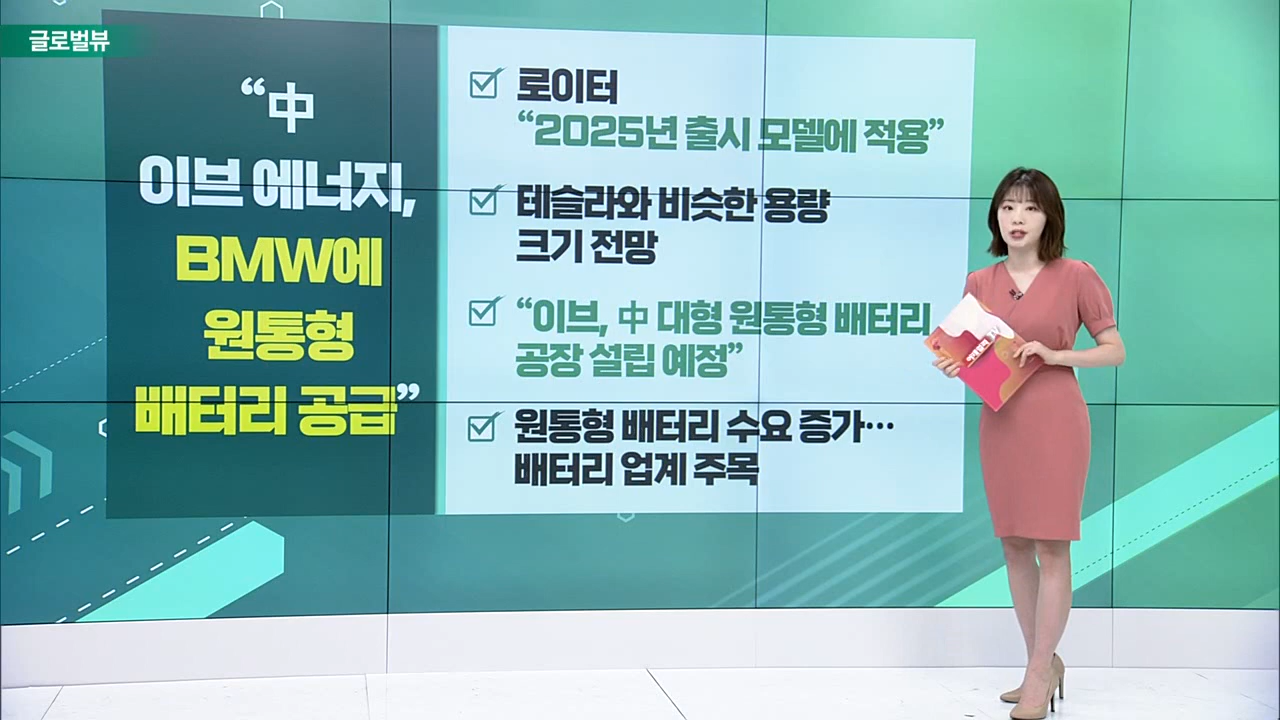 글로벌뷰
“中
이브 에너지,
BMW에
원통형
배터리 공급”
로이터
“2025년 출시 모델에 적용”
테슬라와 비슷한 용량
크기 전망
“이브, 中 대형 원통형 배터리
공장 설립 예정”
원통형 배터리 수요 증가…
배터리 업계 주목